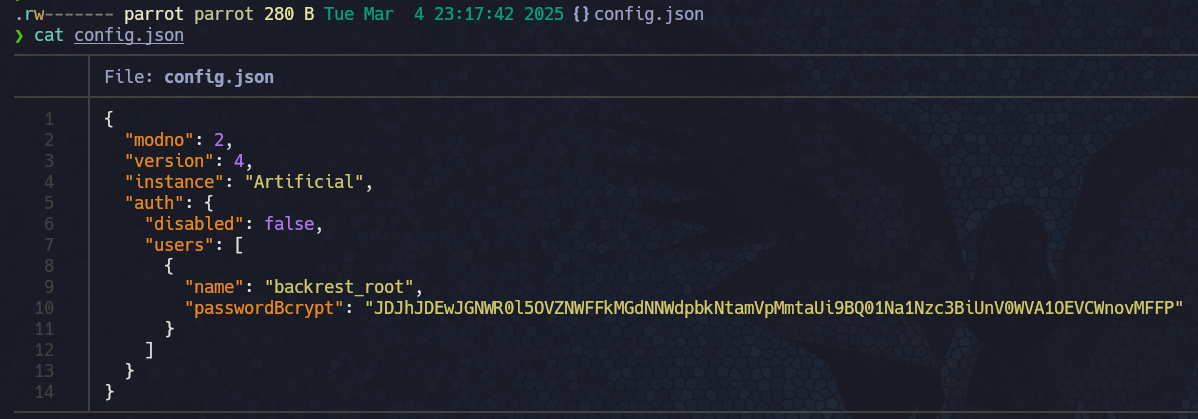 .rw------- parrot parrot 280 B Tue Mar  4 23:17:42 2025 {}config.json
❯ cat config.json
File: config.json
1 {
2   "modno": 2,
3   "version": 4,
4   "instance": "Artificial",
5   "auth": {
6     "disabled": false,
7     "users": [
8       {
9         "name": "backrest_root",
10         "passwordBcrypt": "JDJhJDEwJGNWR0l5OVZNWFFkMGdNNWdpbkNtamVpMmtaUi9BQ01Na1Nzc3BiUnV0WVA1OEVCWnovMFFP"
11       }
12     ]
13   }
14 }